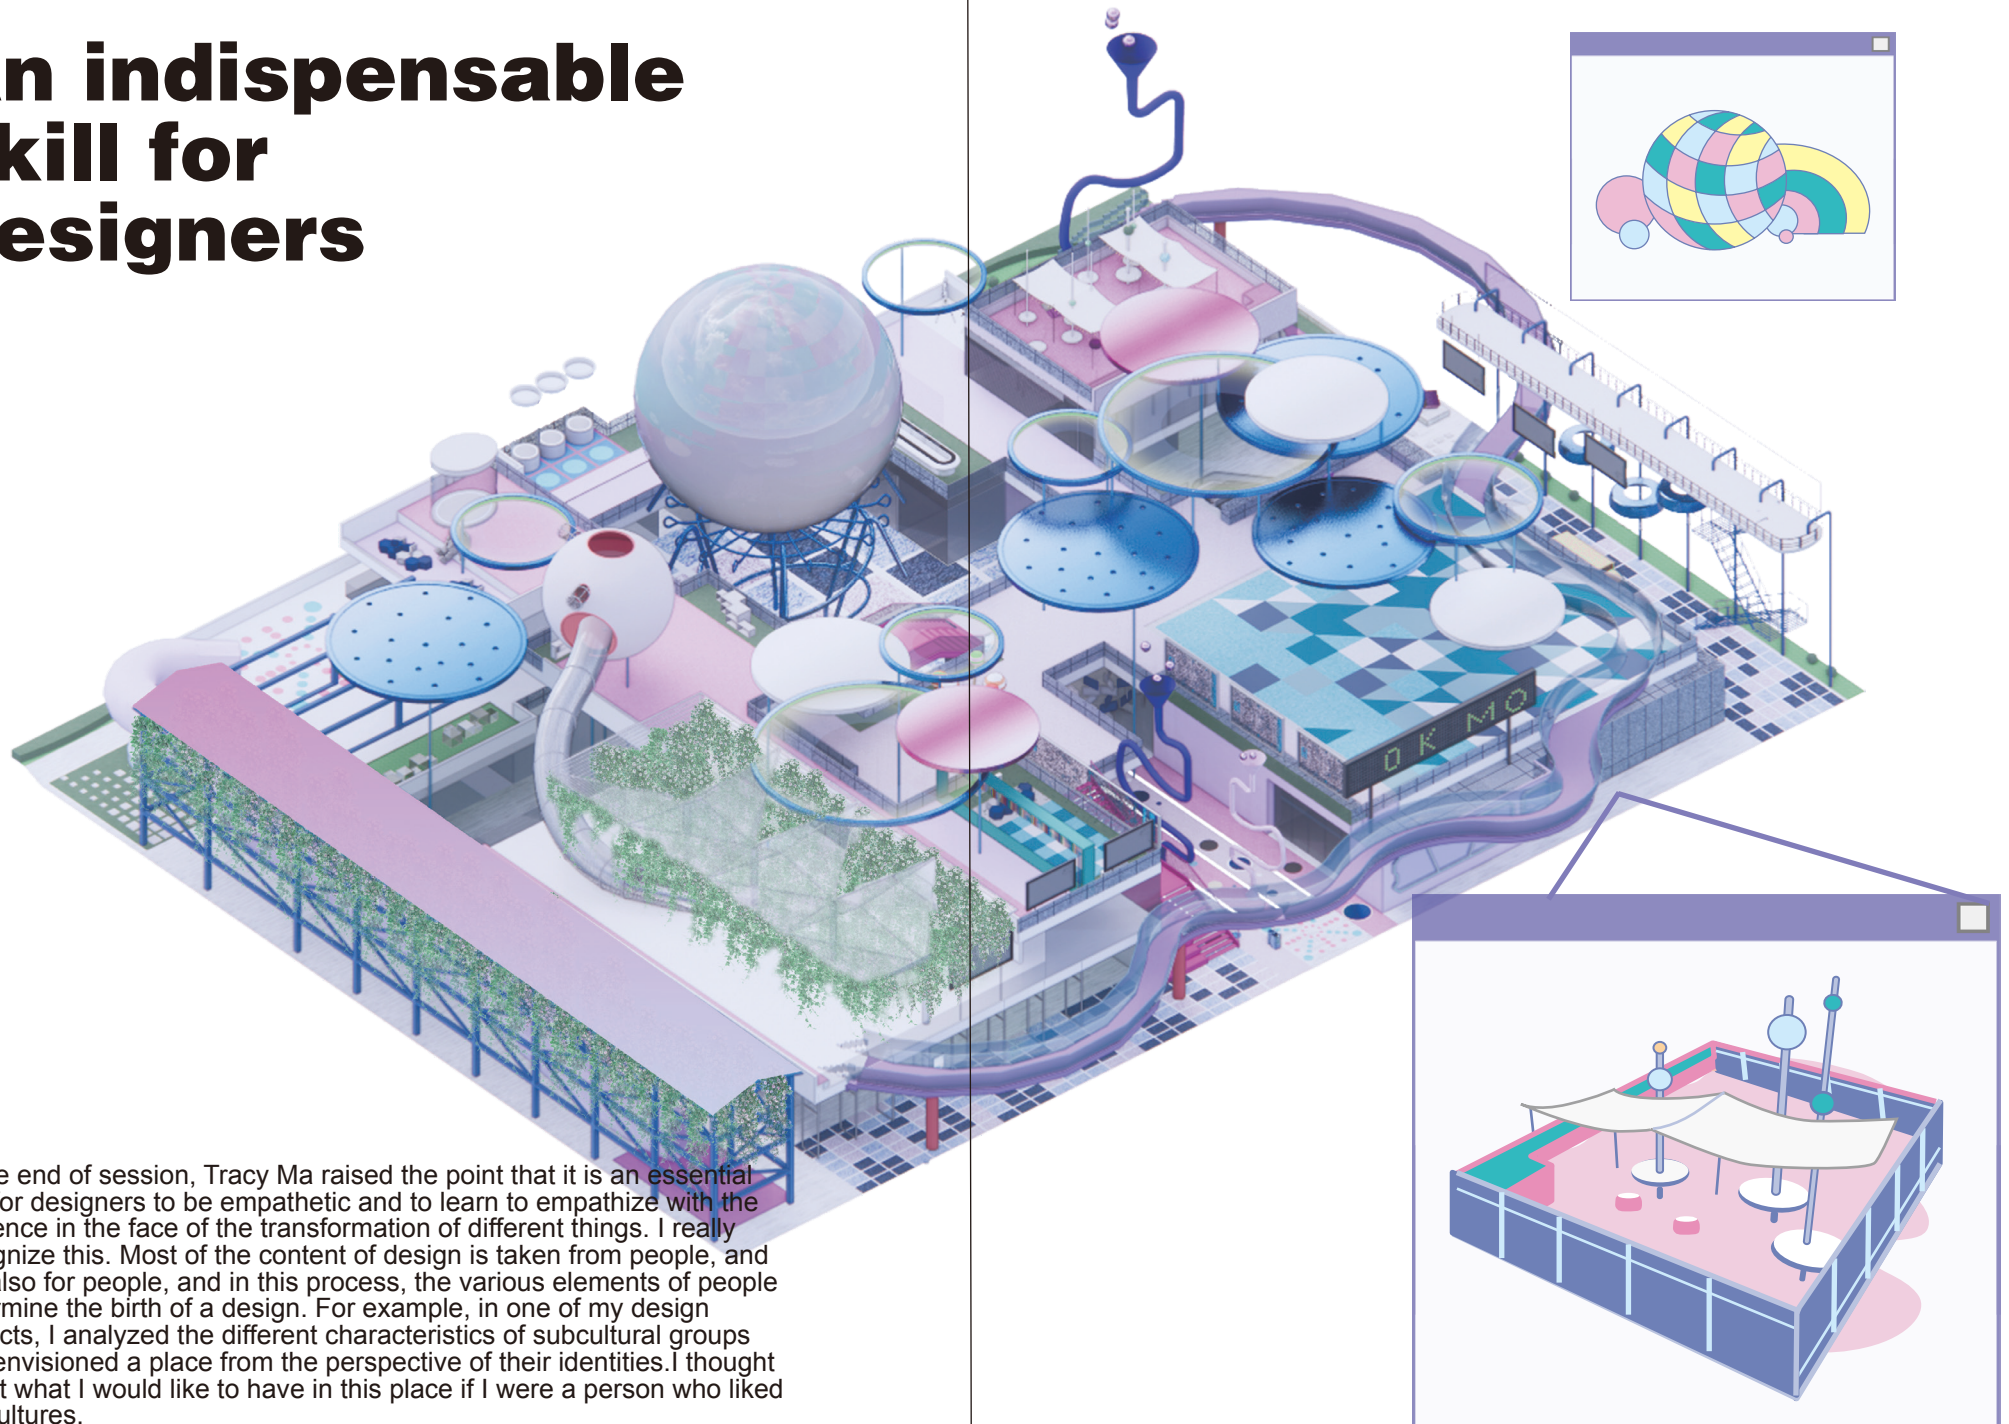 n indispensable
kill for
esigners
O K M O
e end of session, Tracy Ma raised the point that it is an essential
or designers to be empathetic and to learn to empathize with the
ence in the face of the transformation of different things. I really
gnize this. Most of the content of design is taken from people, and
also for people, and in this process, the various elements of people
rmine the birth of a design. For example, in one of my design
cts, I analyzed the different characteristics of subcultural groups
envisioned a place from the perspective of their identities.I thought
t what I would like to have in this place if I were a person who liked
ultures.